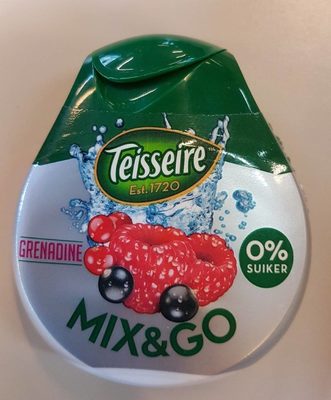 Teisseire
Est. 1720
GRENADINE
0%
SUIKER
MIX&GO